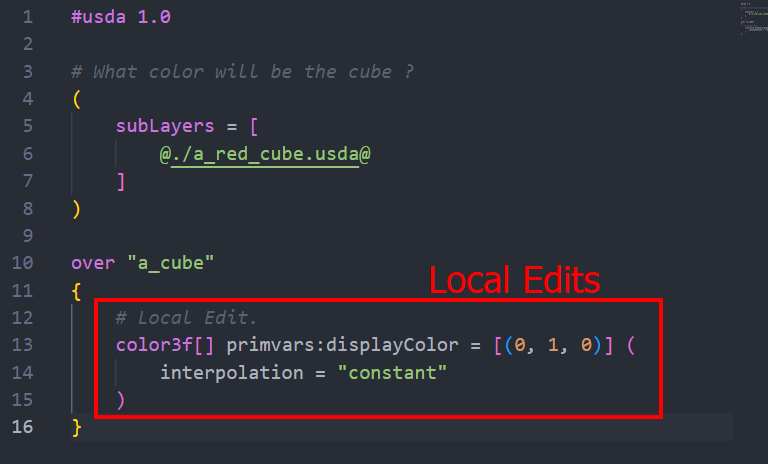 1 #usda 1.0
2
3 # What color will be the cube ?
4 (
5     subLayers = [
6         @./a_red_cube.usda@
7     ]
8 )
9
10 over "a_cube"
Local Edits
11 {
12     # Local Edit.
13     color3f[] primvars:displayColor = [(0, 1, 0)] (
14         interpolation = "constant"
15     )
16 }